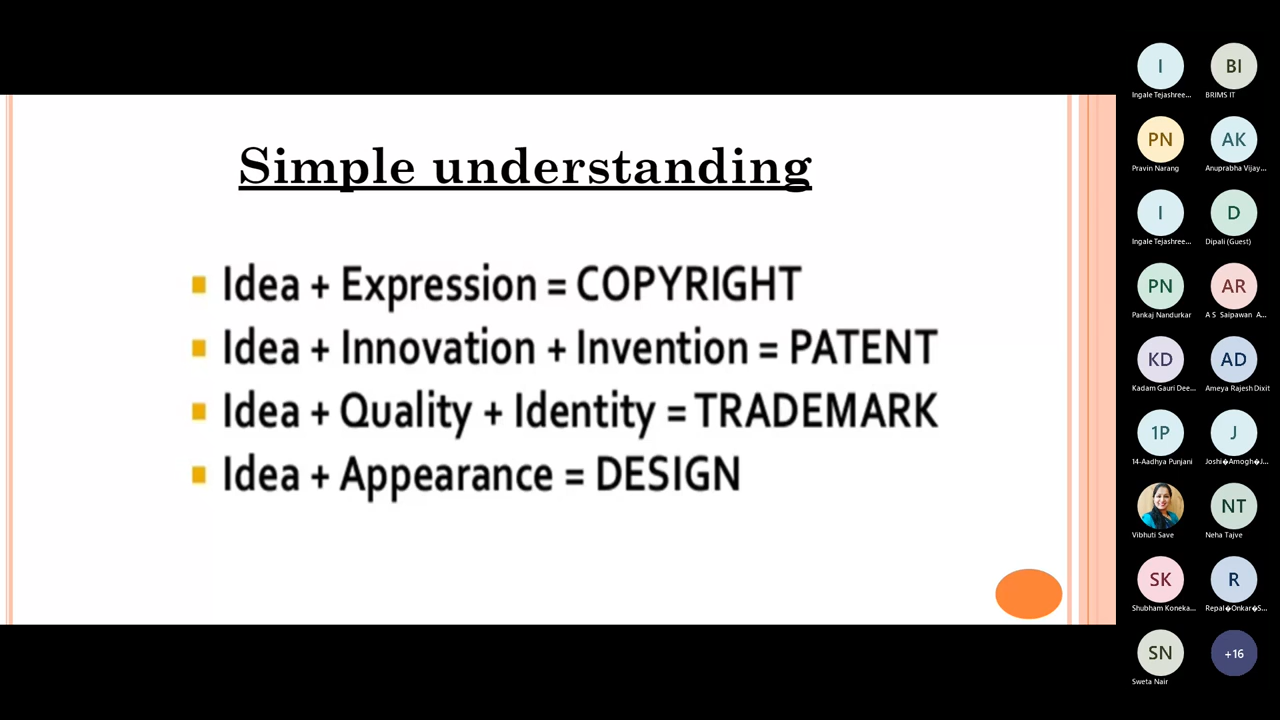 Simple understanding
Idea + Expression = COPYRIGHT
Idea + Innovation + Invention = PATENT
Idea + Quality + Identity = TRADEMARK
Idea + Appearance = DESIGN
I
Ingale Tejashree...
BI
BRIMS IT
PN
Pravin Narang
AK
Anuprabha Vijay...
I
Ingale Tejashree...
D
Dipali (Guest)
PN
Pankaj Nandurkar
AR
A S Saipawan A...
KD
Kadam Gauri Dee...
AD
Ameya Rajesh Dixit
1P
14-Aadhya Punjani
J
Joshi�Amogh�J...
Vibhuti Save
NT
Neha Tajve
SK
Shubham Koneka...
R
Repal�Onkar�S...
SN
Sweta Nair
+16